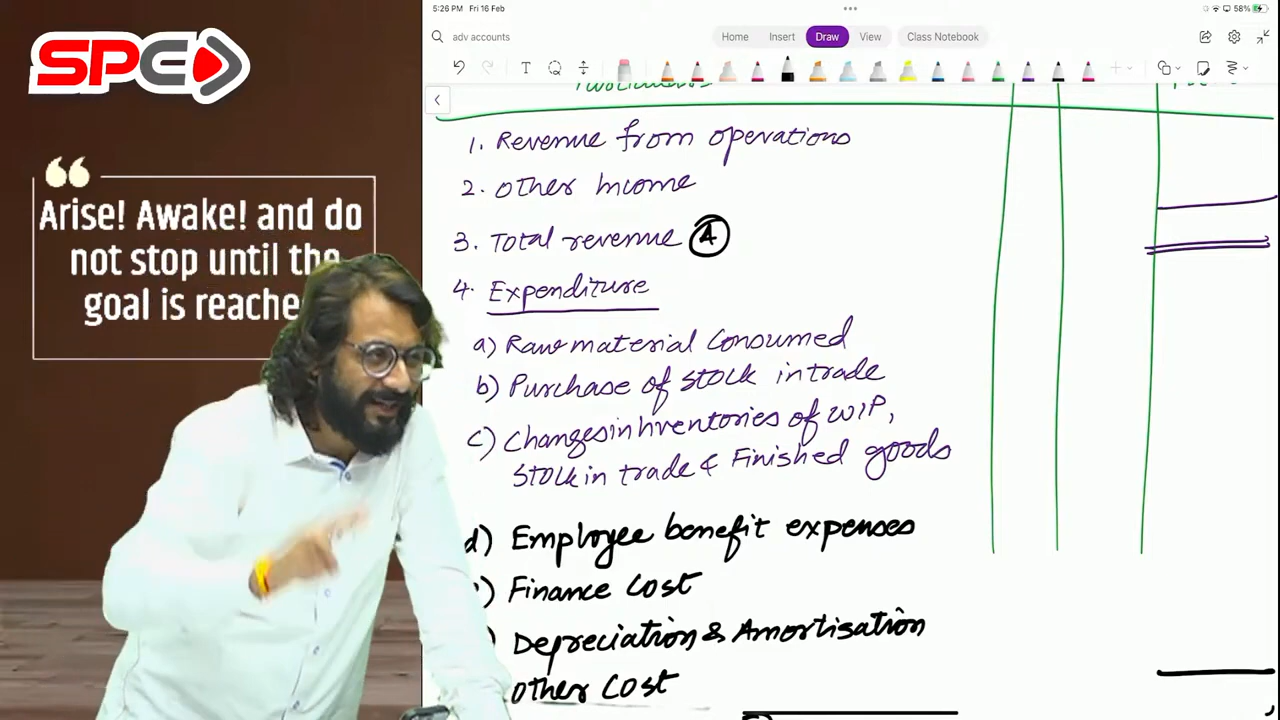 5:26 PM Fri 16 Feb
58%
adv accounts
Home Insert Draw View Class Notebook
SPED
Arise! Awake! and do
not stop until the
goal is reache
Particulars
1. Revenue from operations
2. Other Income
3. Total revenue A
4. Expenditure
a) Raw material Consumed
b) Purchase of stock in trade
c) Changes in Inventories of WIP,
Stock in trade & Finished goods
d) Employee benefit expenses
) Finance Cost
) Depreciation & Amortisation
Other Cost